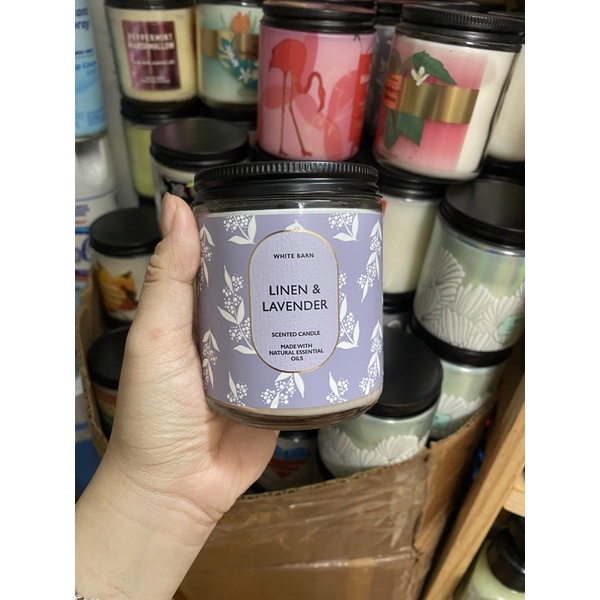 PEPPERMINT
MARSHMALLOW
WHITE BARN
LINEN &
LAVENDER
SCENTED CANDLE
MADE WITH
NATURAL ESSENTIAL
OILS